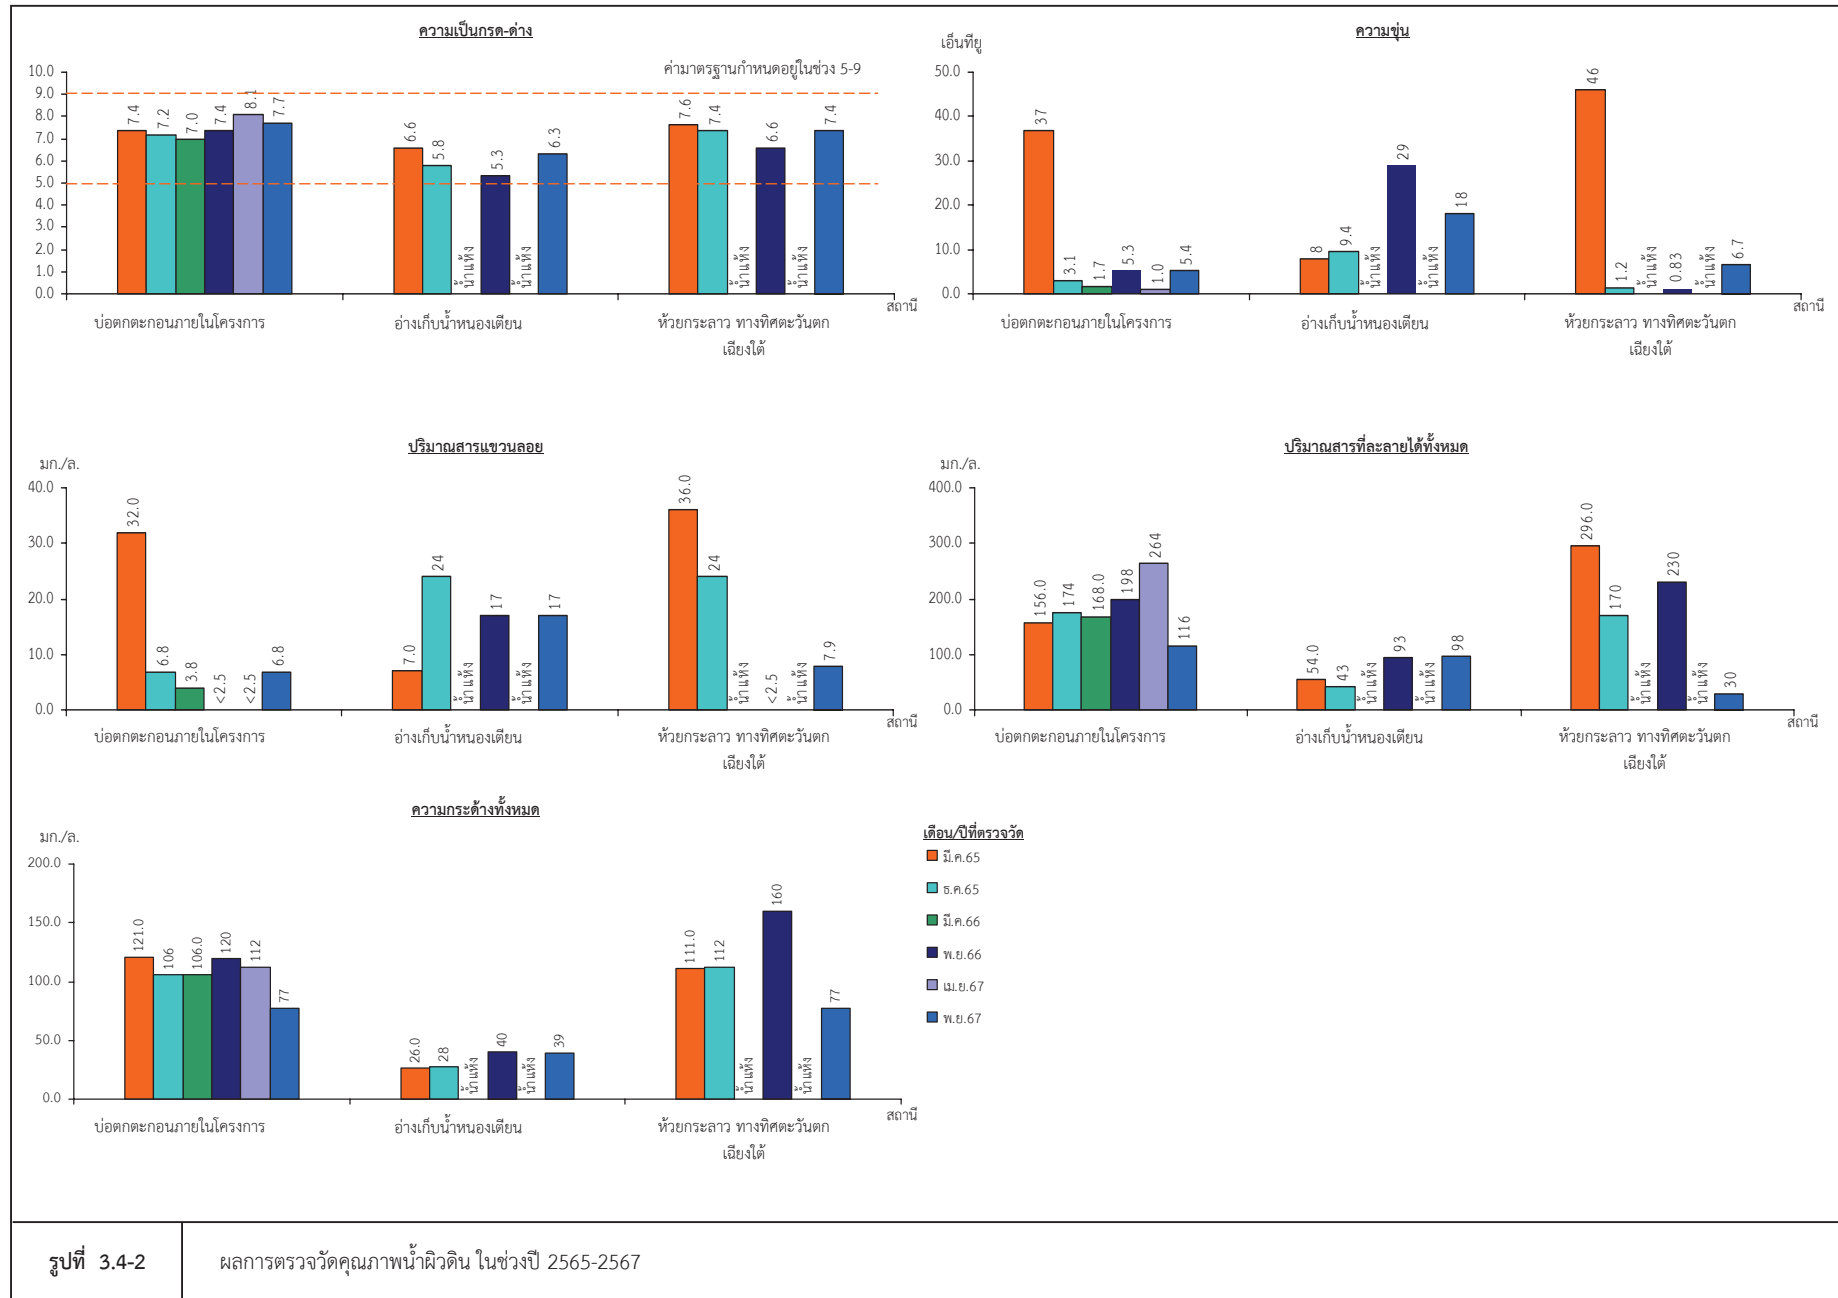 ความเป็นกรด-ด่าง
ค่ามาตรฐานกำหนดอยู่ในช่วง 5-9
10.0
9.0
8.0
7.0
6.0
5.0
4.0
3.0
2.0
1.0
0.0
7.4 7.2 7.0 7.4 8.1 7.7
6.6 5.8 น้ำแห้ง 5.3 น้ำแห้ง 6.3
7.6 7.4 น้ำแห้ง 6.6 น้ำแห้ง 7.4
สถานี
บ่อตกตะกอนภายในโครงการ อ่างเก็บน้ำหนองเตียน ห้วยกระลาว ทางทิศตะวันตก
เฉียงใต้
ความขุ่น
เอ็นทียู
50.0
40.0
30.0
20.0
10.0
0.0
37 3.1 1.7 5.3 1.0 5.4
8 9.4 น้ำแห้ง 29 น้ำแห้ง 18
46 1.2 น้ำแห้ง 0.83 น้ำแห้ง 6.7
สถานี
บ่อตกตะกอนภายในโครงการ อ่างเก็บน้ำหนองเตียน ห้วยกระลาว ทางทิศตะวันตก
เฉียงใต้
ปริมาณสารแขวนลอย
มก./ล.
40.0
30.0
20.0
10.0
0.0
32.0 6.8 3.8 <2.5 <2.5 6.8
7.0 24 น้ำแห้ง 17 น้ำแห้ง 17
36.0 24 น้ำแห้ง <2.5 น้ำแห้ง 7.9
สถานี
บ่อตกตะกอนภายในโครงการ อ่างเก็บน้ำหนองเตียน ห้วยกระลาว ทางทิศตะวันตก
เฉียงใต้
ปริมาณสารที่ละลายได้ทั้งหมด
มก./ล.
400.0
300.0
200.0
100.0
0.0
156.0 174 168.0 198 264 116
54.0 43 น้ำแห้ง 93 น้ำแห้ง 98
296.0 170 น้ำแห้ง 230 น้ำแห้ง 30
สถานี
บ่อตกตะกอนภายในโครงการ อ่างเก็บน้ำหนองเตียน ห้วยกระลาว ทางทิศตะวันตก
เฉียงใต้
ความกระด้างทั้งหมด
มก./ล.
200.0
150.0
100.0
50.0
0.0
121.0 106 106.0 120 112 77
26.0 28 น้ำแห้ง 40 น้ำแห้ง 39
111.0 112 น้ำแห้ง 160 น้ำแห้ง 77
สถานี
บ่อตกตะกอนภายในโครงการ อ่างเก็บน้ำหนองเตียน ห้วยกระลาว ทางทิศตะวันตก
เฉียงใต้
เดือน/ปีที่ตรวจวัด
มี.ค.65
ธ.ค.65
มี.ค.66
พ.ย.66
เม.ย.67
พ.ย.67
รูปที่ 3.4-2 ผลการตรวจวัดคุณภาพน้ำผิวดิน ในช่วงปี 2565-2567